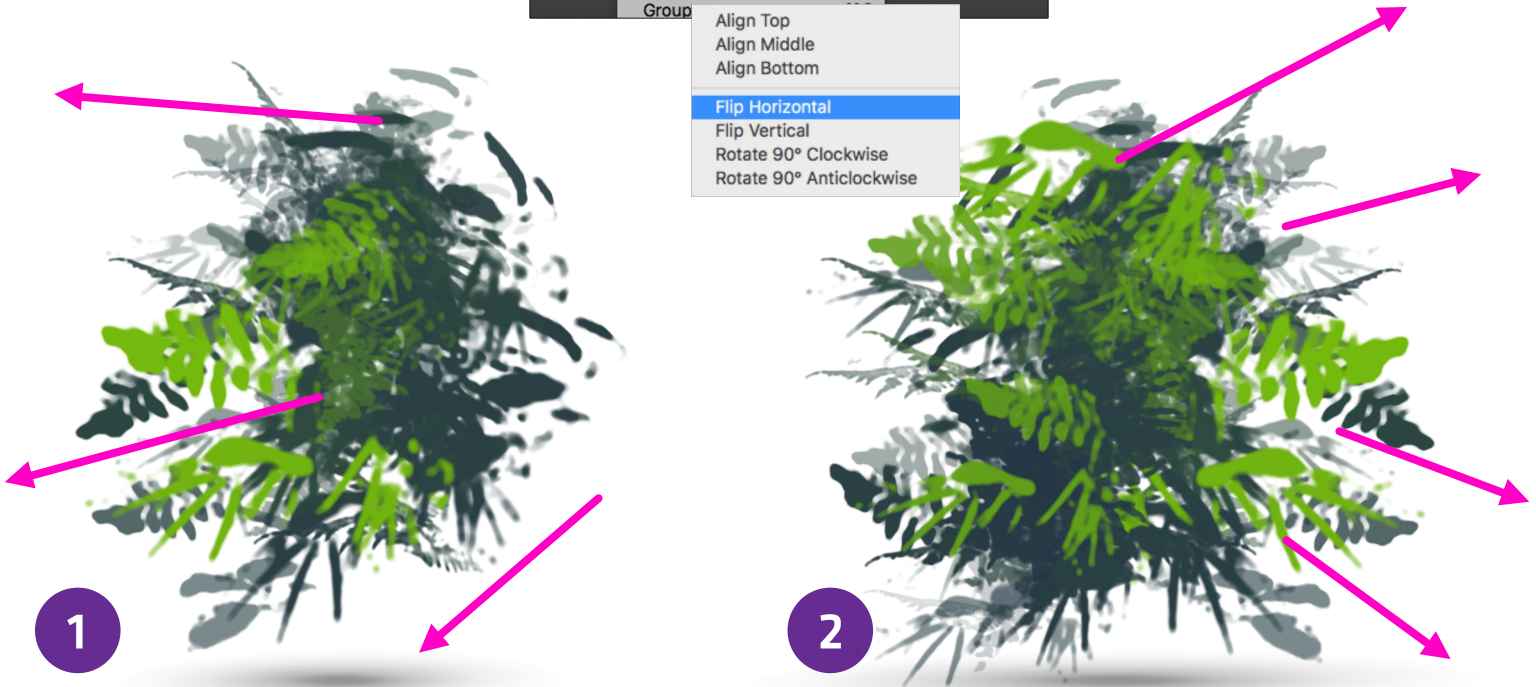 Group
Align Top
Align Middle
Align Bottom
Flip Horizontal
Flip Vertical
Rotate 90° Clockwise
Rotate 90° Anticlockwise
1
2